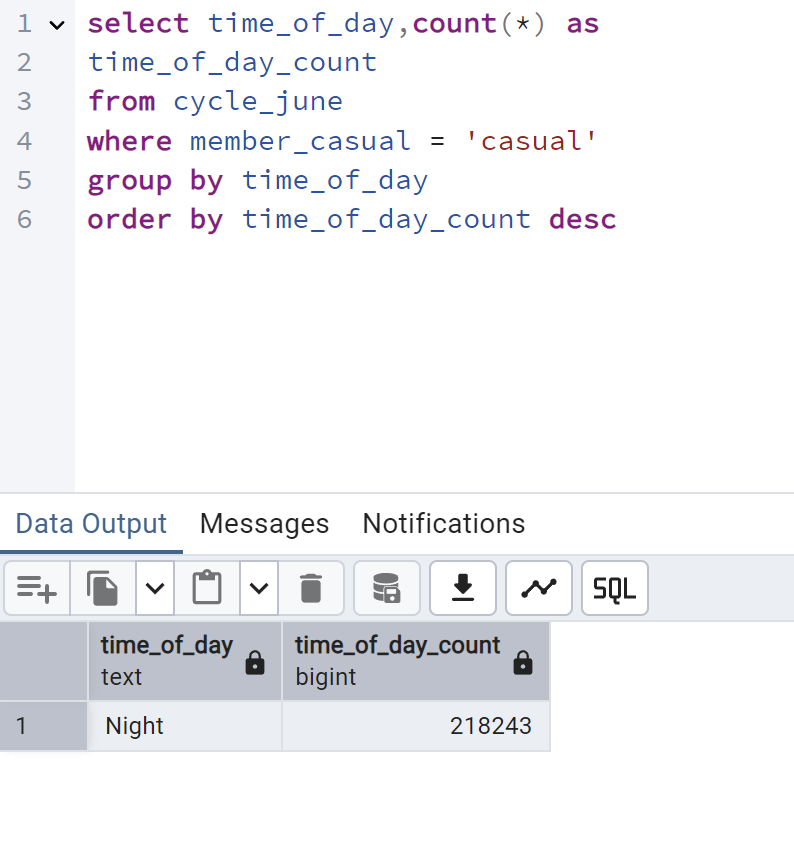 1 select time_of_day,count(*) as
2 time_of_day_count
3 from cycle_june
4 where member_casual = 'casual'
5 group by time_of_day
6 order by time_of_day_count desc
Data Output Messages Notifications
SQL
time_of_day time_of_day_count
text bigint
1 Night 218243